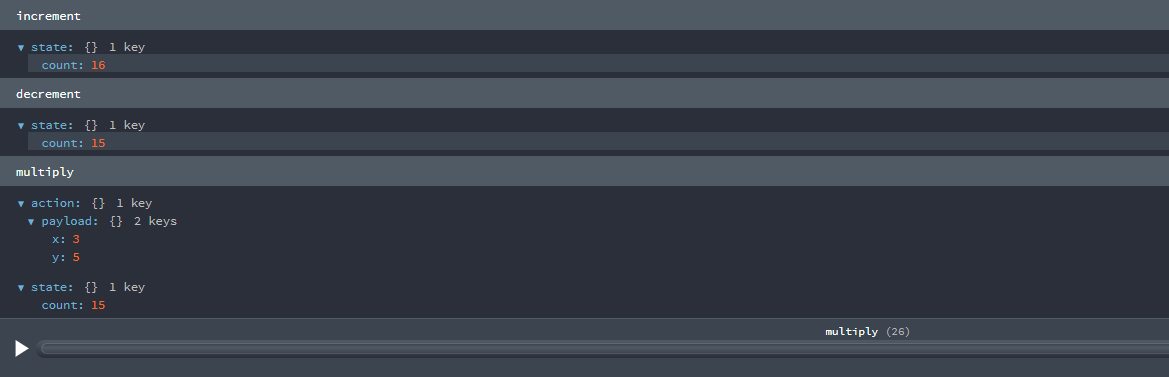 increment
state: {} 1 key
count: 16
decrement
state: {} 1 key
count: 15
multiply
action: {} 1 key
payload: {} 2 keys
x: 3
y: 5
state: {} 1 key
count: 15
multiply (26)